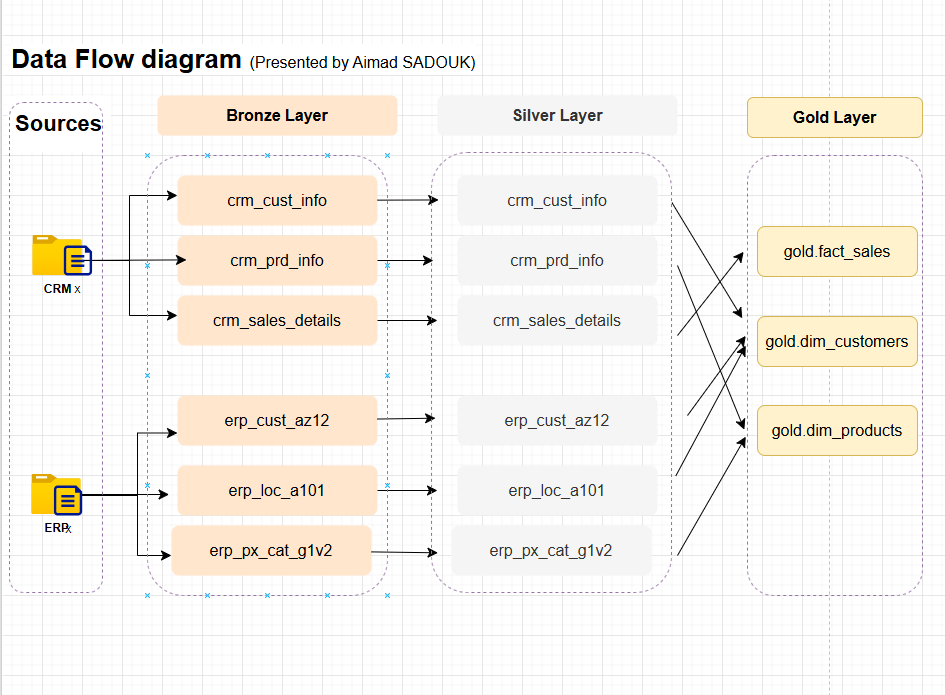 Data Flow diagram (Presented by Aimad SADOUK)
Sources
Bronze Layer
Silver Layer
Gold Layer
crm_cust_info
crm_cust_info
crm_prd_info
crm_prd_info
gold.fact_sales
CRM
crm_sales_details
crm_sales_details
gold.dim_customers
erp_cust_az12
erp_cust_az12
gold.dim_products
erp_loc_a101
erp_loc_a101
ERP
erp_px_cat_g1v2
erp_px_cat_g1v2